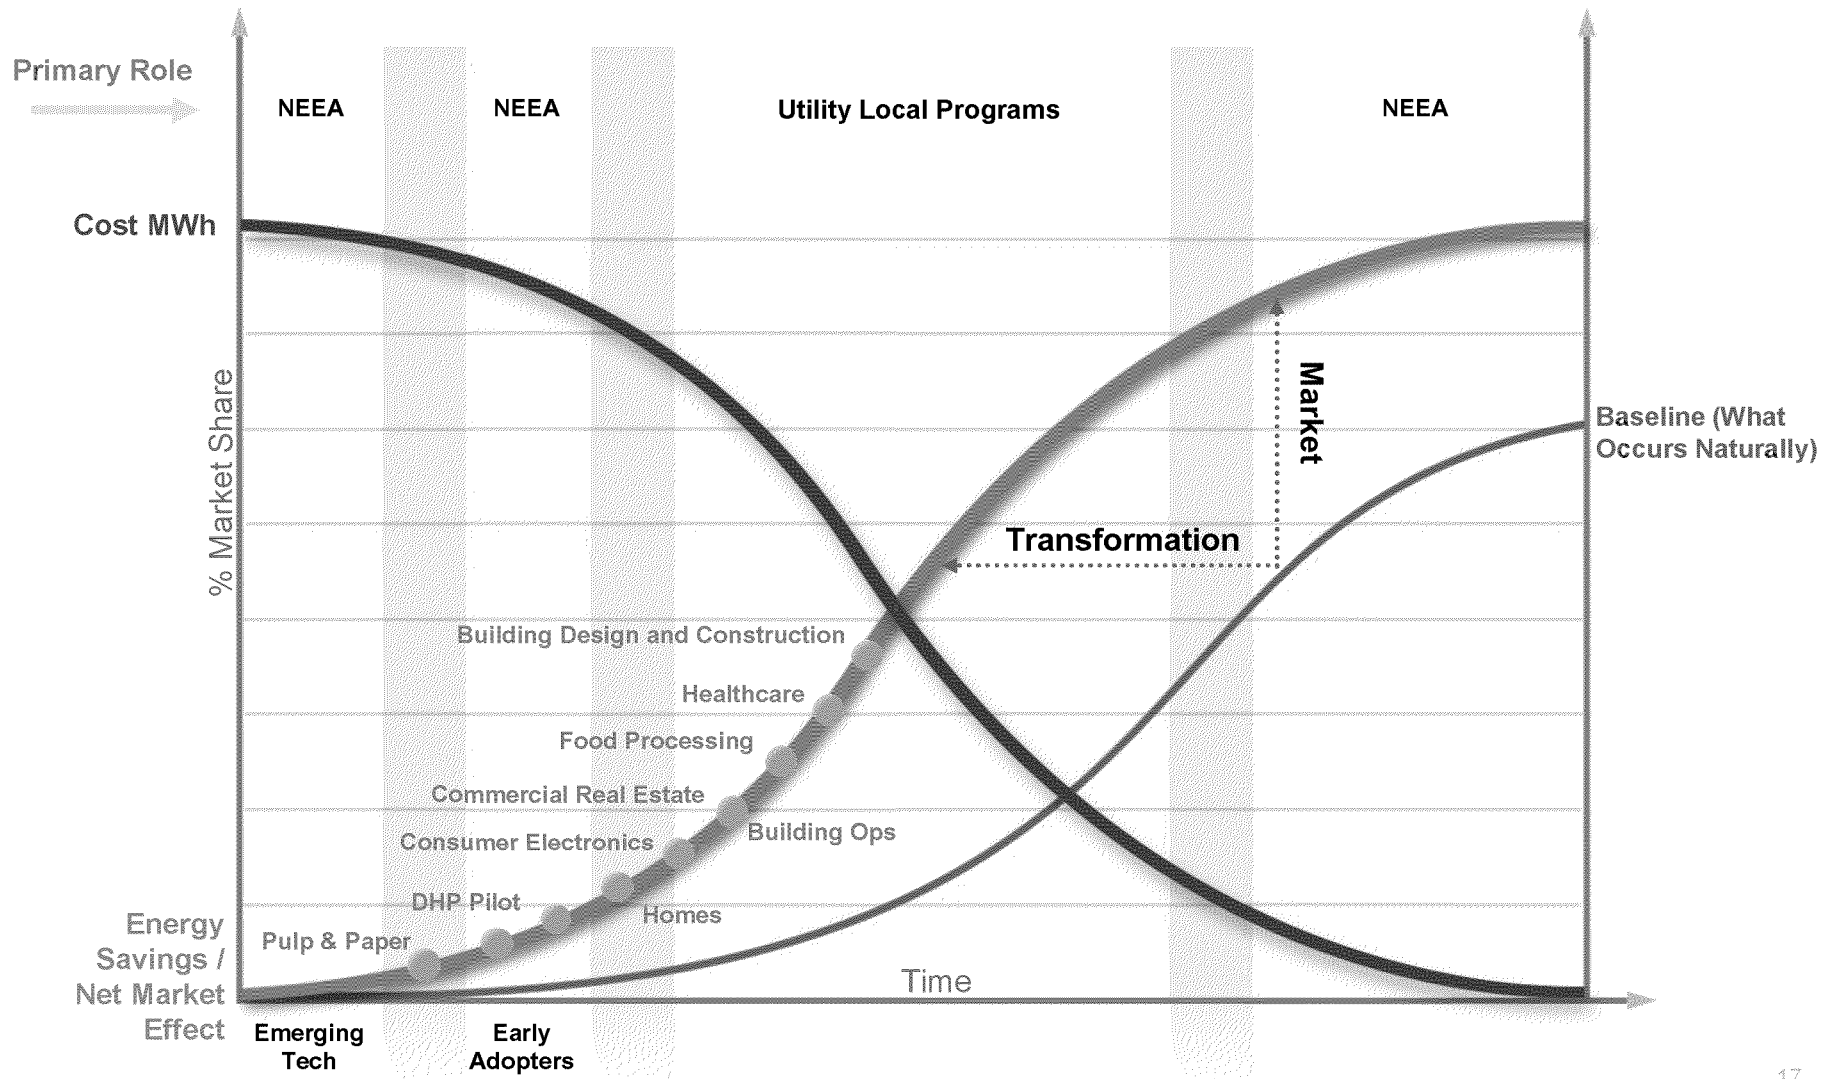 Primary Role
NEEA
NEEA
Utility Local Programs
NEEA
Cost MWh
% Market Share
Market
Baseline (What
Occurs Naturally)
Transformation
Building Design and Construction
Healthcare
Food Processing
Commercial Real Estate
Building Ops
Consumer Electronics
DHP Pilot
Homes
Pulp & Paper
Energy
Savings /
Net Market
Effect
Time
Emerging
Tech
Early
Adopters
17